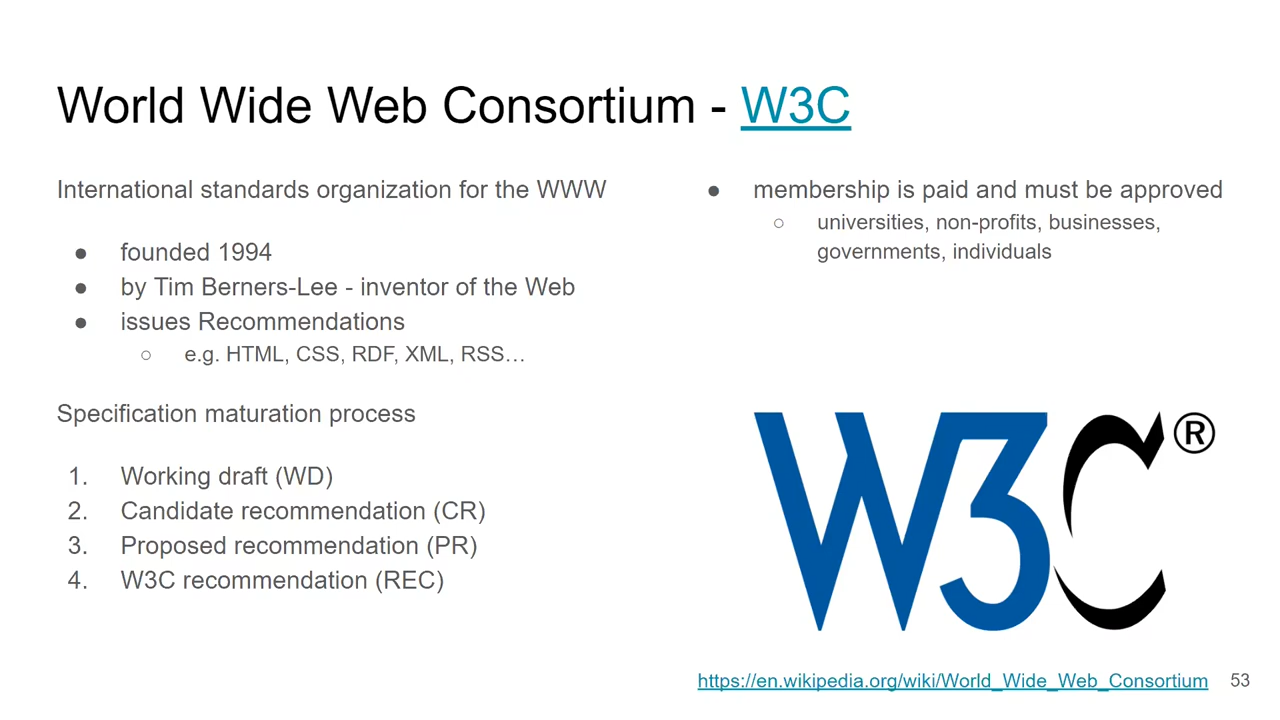 World Wide Web Consortium - W3C
International standards organization for the WWW
● founded 1994
● by Tim Berners-Lee - inventor of the Web
● issues Recommendations
○ e.g. HTML, CSS, RDF, XML, RSS…
Specification maturation process
1. Working draft (WD)
2. Candidate recommendation (CR)
3. Proposed recommendation (PR)
4. W3C recommendation (REC)
● membership is paid and must be approved
○ universities, non-profits, businesses,
governments, individuals
W3C®
https://en.wikipedia.org/wiki/World_Wide_Web_Consortium
53